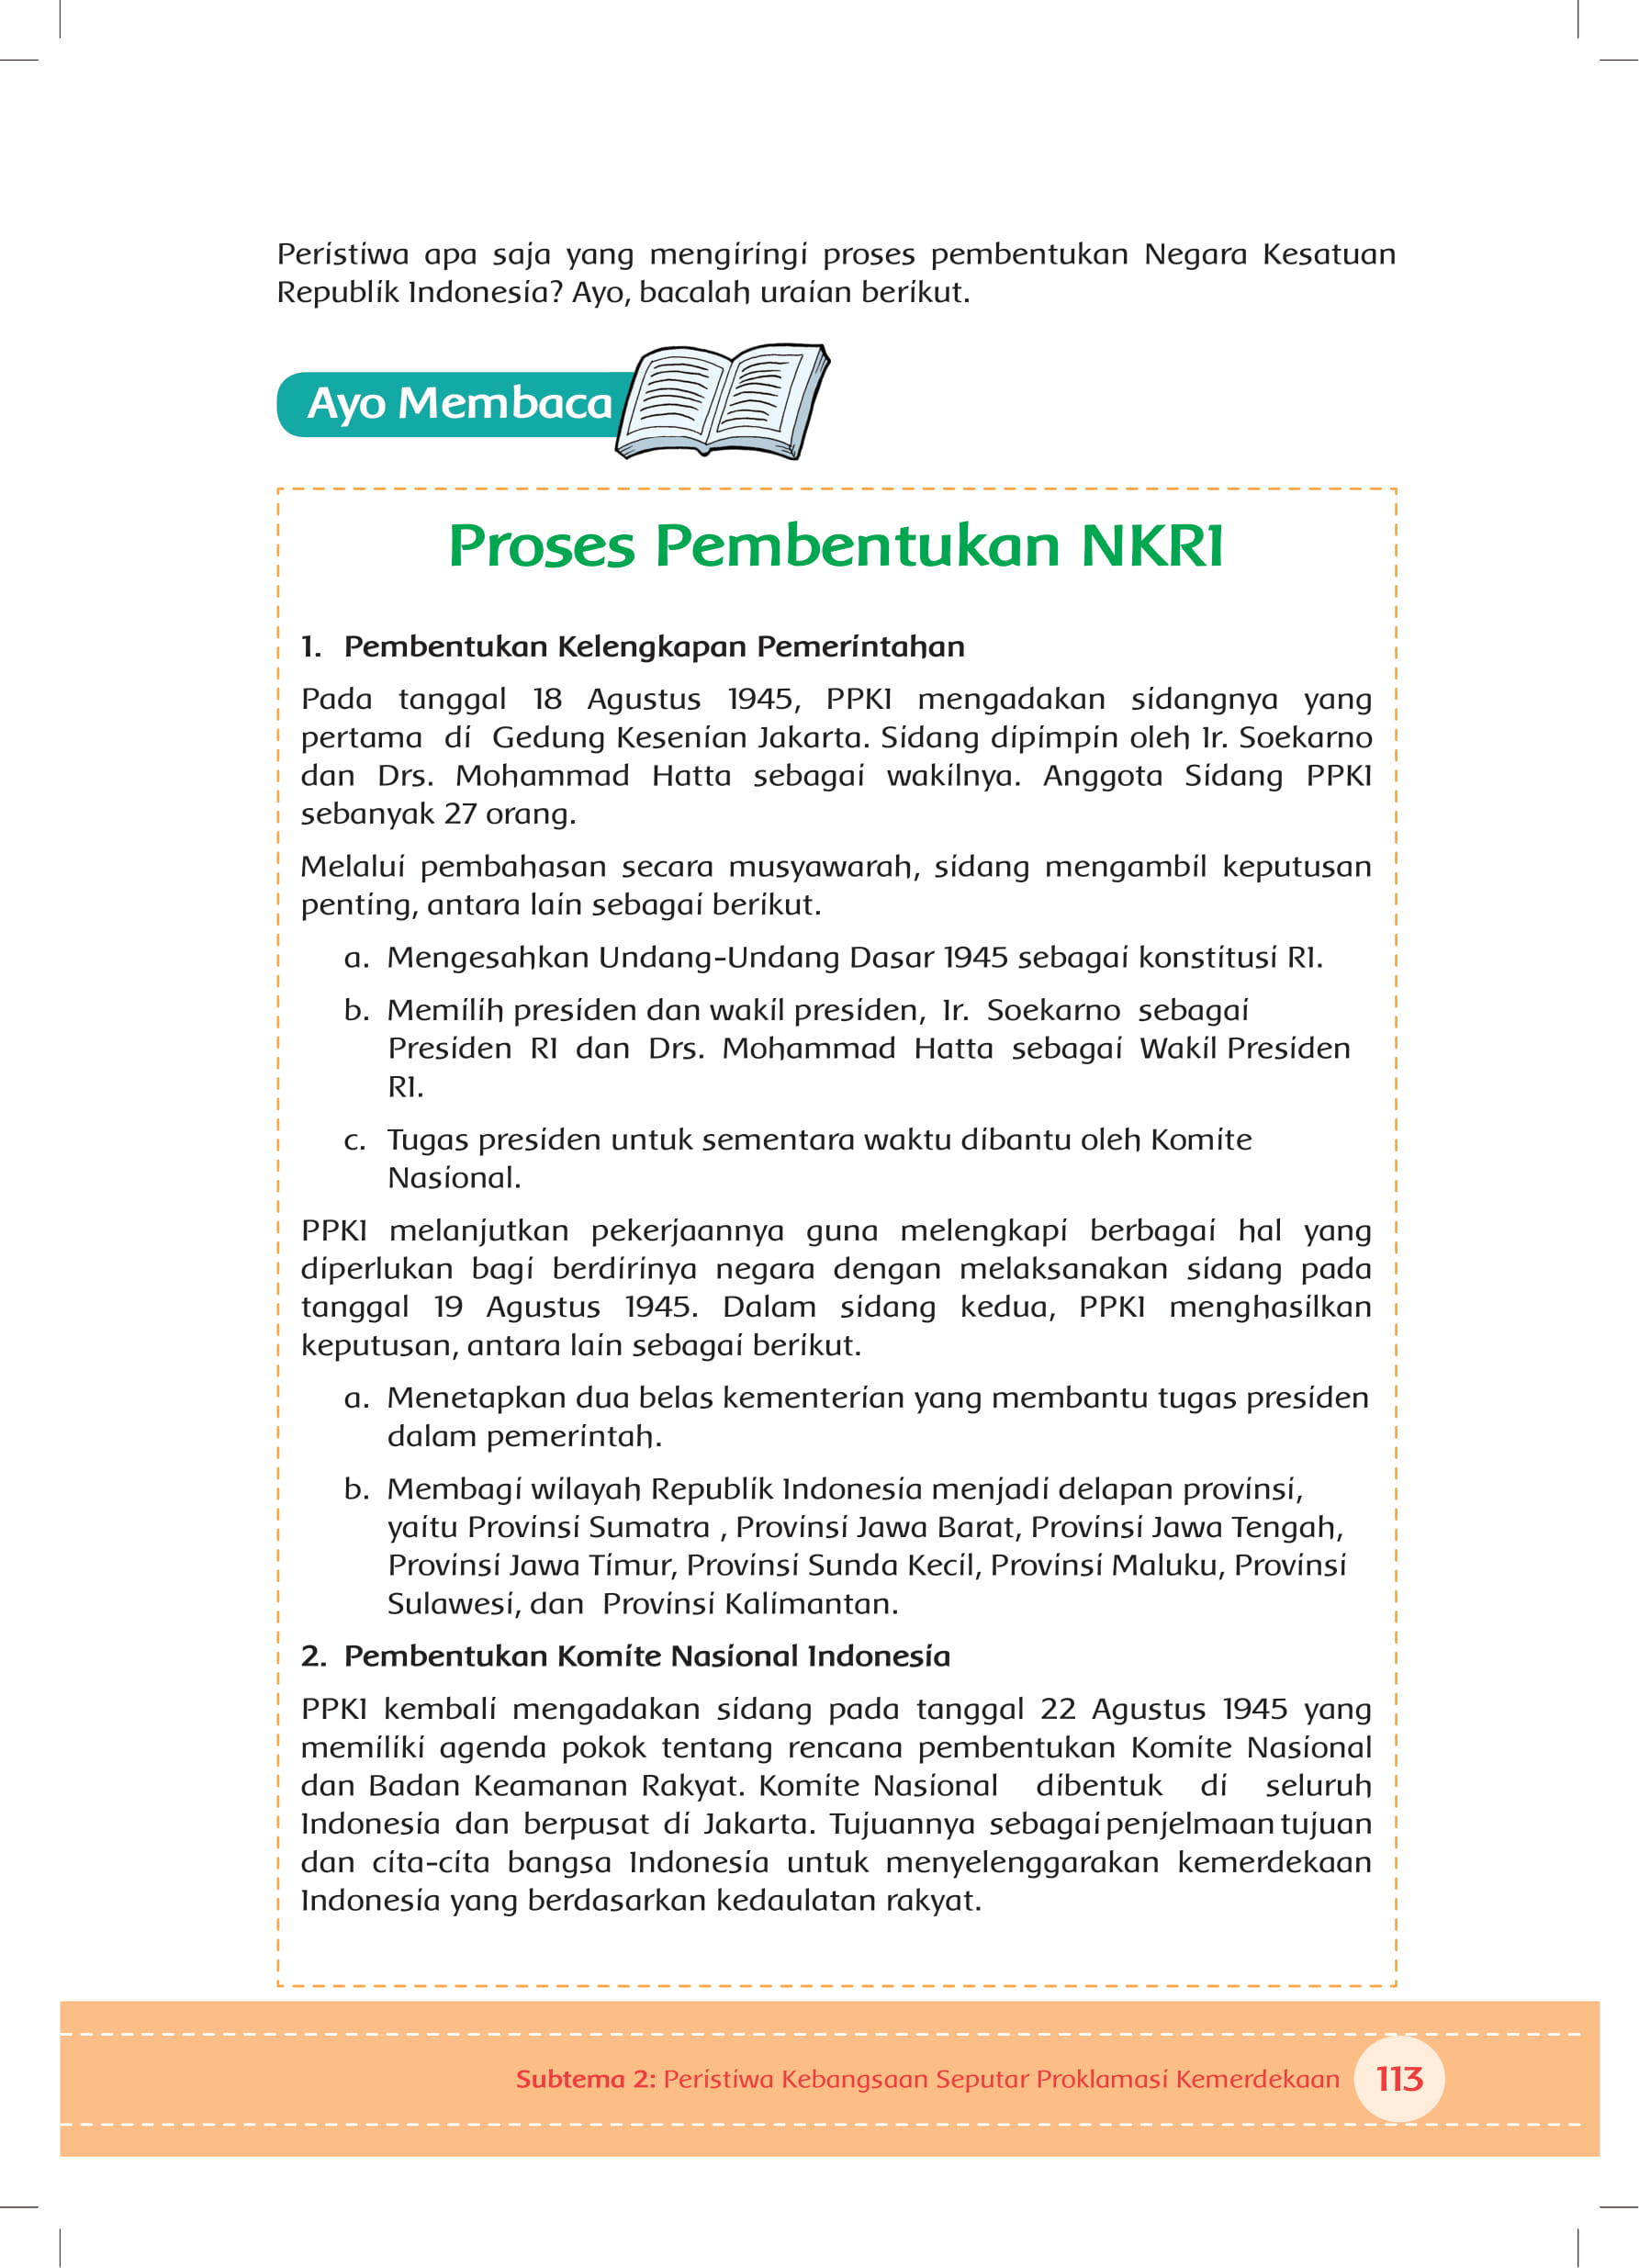 Peristiwa apa saja yang mengiringi proses pembentukan Negara Kesatuan
Republik Indonesia? Ayo, bacalah uraian berikut.
Ayo Membaca
Proses Pembentukan NKRI
1. Pembentukan Kelengkapan Pemerintahan
Pada tanggal 18 Agustus 1945, PPKI mengadakan sidangnya yang
pertama di Gedung Kesenian Jakarta. Sidang dipimpin oleh Ir. Soekarno
dan Drs. Mohammad Hatta sebagai wakilnya. Anggota Sidang PPKI
sebanyak 27 orang.
Melalui pembahasan secara musyawarah, sidang mengambil keputusan
penting, antara lain sebagai berikut.
a. Mengesahkan Undang-Undang Dasar 1945 sebagai konstitusi RI.
b. Memilih presiden dan wakil presiden, Ir. Soekarno sebagai
Presiden RI dan Drs. Mohammad Hatta sebagai Wakil Presiden
RI.
c. Tugas presiden untuk sementara waktu dibantu oleh Komite
Nasional.
PPKI melanjutkan pekerjaannya guna melengkapi berbagai hal yang
diperlukan bagi berdirinya negara dengan melaksanakan sidang pada
tanggal 19 Agustus 1945. Dalam sidang kedua, PPKI menghasilkan
keputusan, antara lain sebagai berikut.
a. Menetapkan dua belas kementerian yang membantu tugas presiden
dalam pemerintah.
b. Membagi wilayah Republik Indonesia menjadi delapan provinsi,
yaitu Provinsi Sumatra , Provinsi Jawa Barat, Provinsi Jawa Tengah,
Provinsi Jawa Timur, Provinsi Sunda Kecil, Provinsi Maluku, Provinsi
Sulawesi, dan Provinsi Kalimantan.
2. Pembentukan Komite Nasional Indonesia
PPKI kembali mengadakan sidang pada tanggal 22 Agustus 1945 yang
memiliki agenda pokok tentang rencana pembentukan Komite Nasional
dan Badan Keamanan Rakyat. Komite Nasional dibentuk di seluruh
Indonesia dan berpusat di Jakarta. Tujuannya sebagai penjelmaan tujuan
dan cita-cita bangsa Indonesia untuk menyelenggarakan kemerdekaan
Indonesia yang berdasarkan kedaulatan rakyat.
Subtema 2: Peristiwa Kebangsaan Seputar Proklamasi Kemerdekaan 113